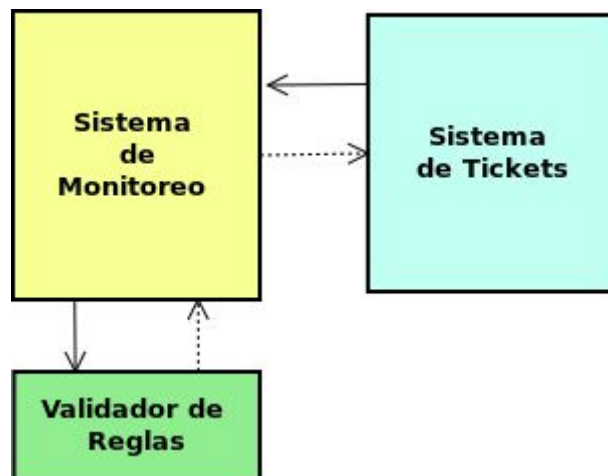 Sistema
de
Monitoreo
Sistema
de Tickets
Validador de
Reglas